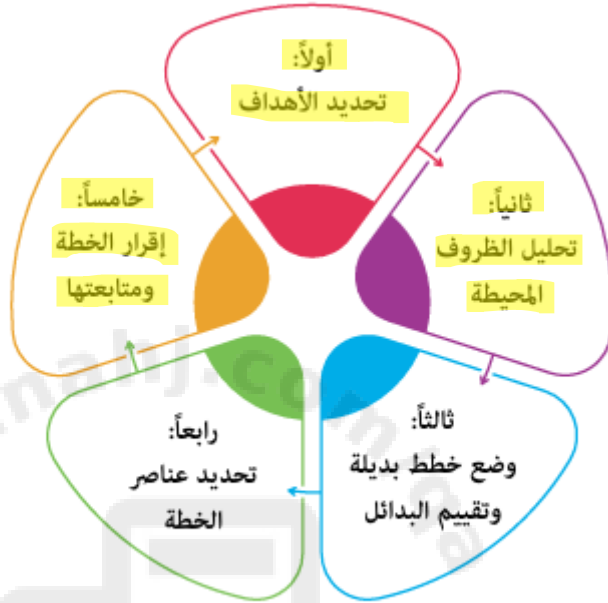 أولاً:
تحديد الأهداف
ثانياً:
تحليل الظروف
المحيطة
ثالثاً:
وضع خطط بديلة
وتقييم البدائل
رابعاً:
تحديد عناصر
الخطة
خامساً:
إقرار الخطة
ومتابعتها